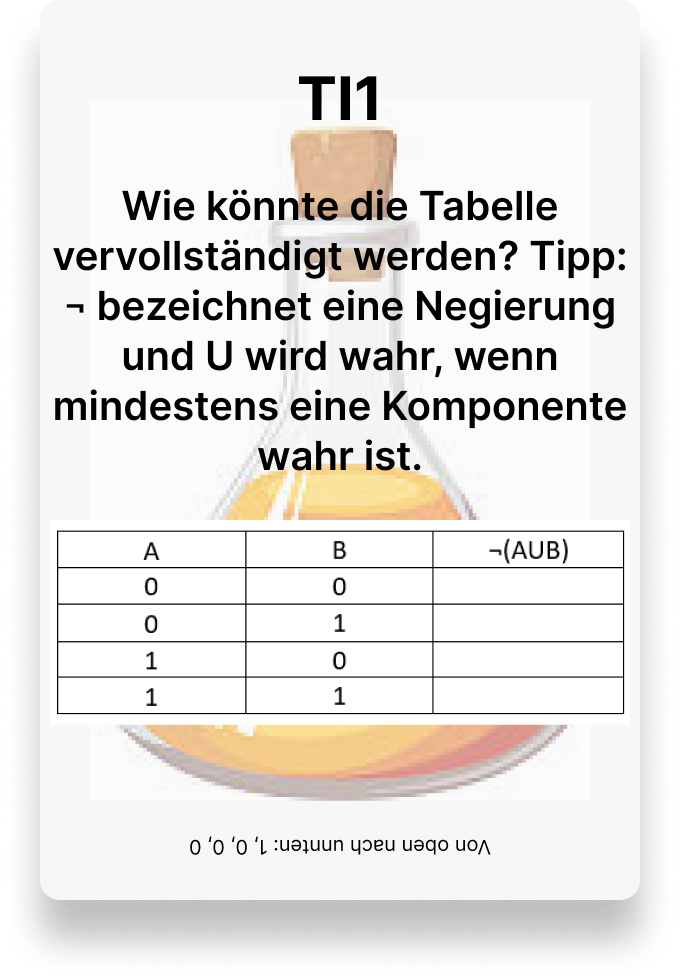 TI1
Wie könnte die Tabelle
vervollständigt werden? Tipp:
¬ bezeichnet eine Negierung
und U wird wahr, wenn
mindestens eine Komponente
wahr ist.
A B ¬(AUB)
0 0
0 1
1 0
1 1
Von oben nach unnten: 1, 0, 0, 0